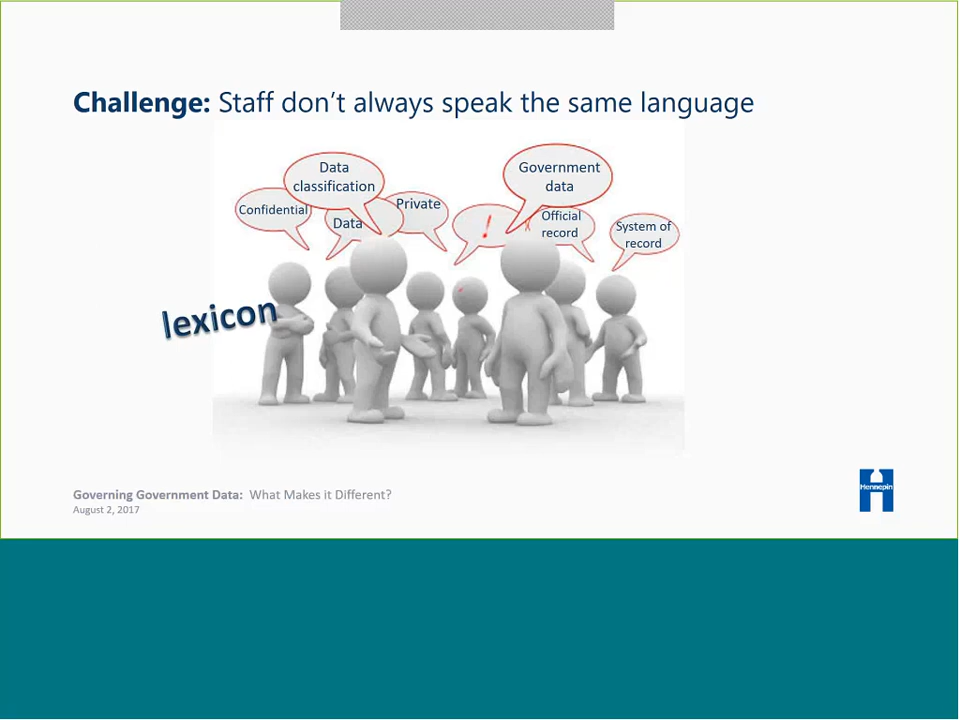 Challenge: Staff don't always speak the same language
Data
classification
Government
data
Confidential
Data
Private
!
Official
record
System of
record
lexicon
Governing Government Data: What Makes it Different?
August 2, 2017
Hennepin